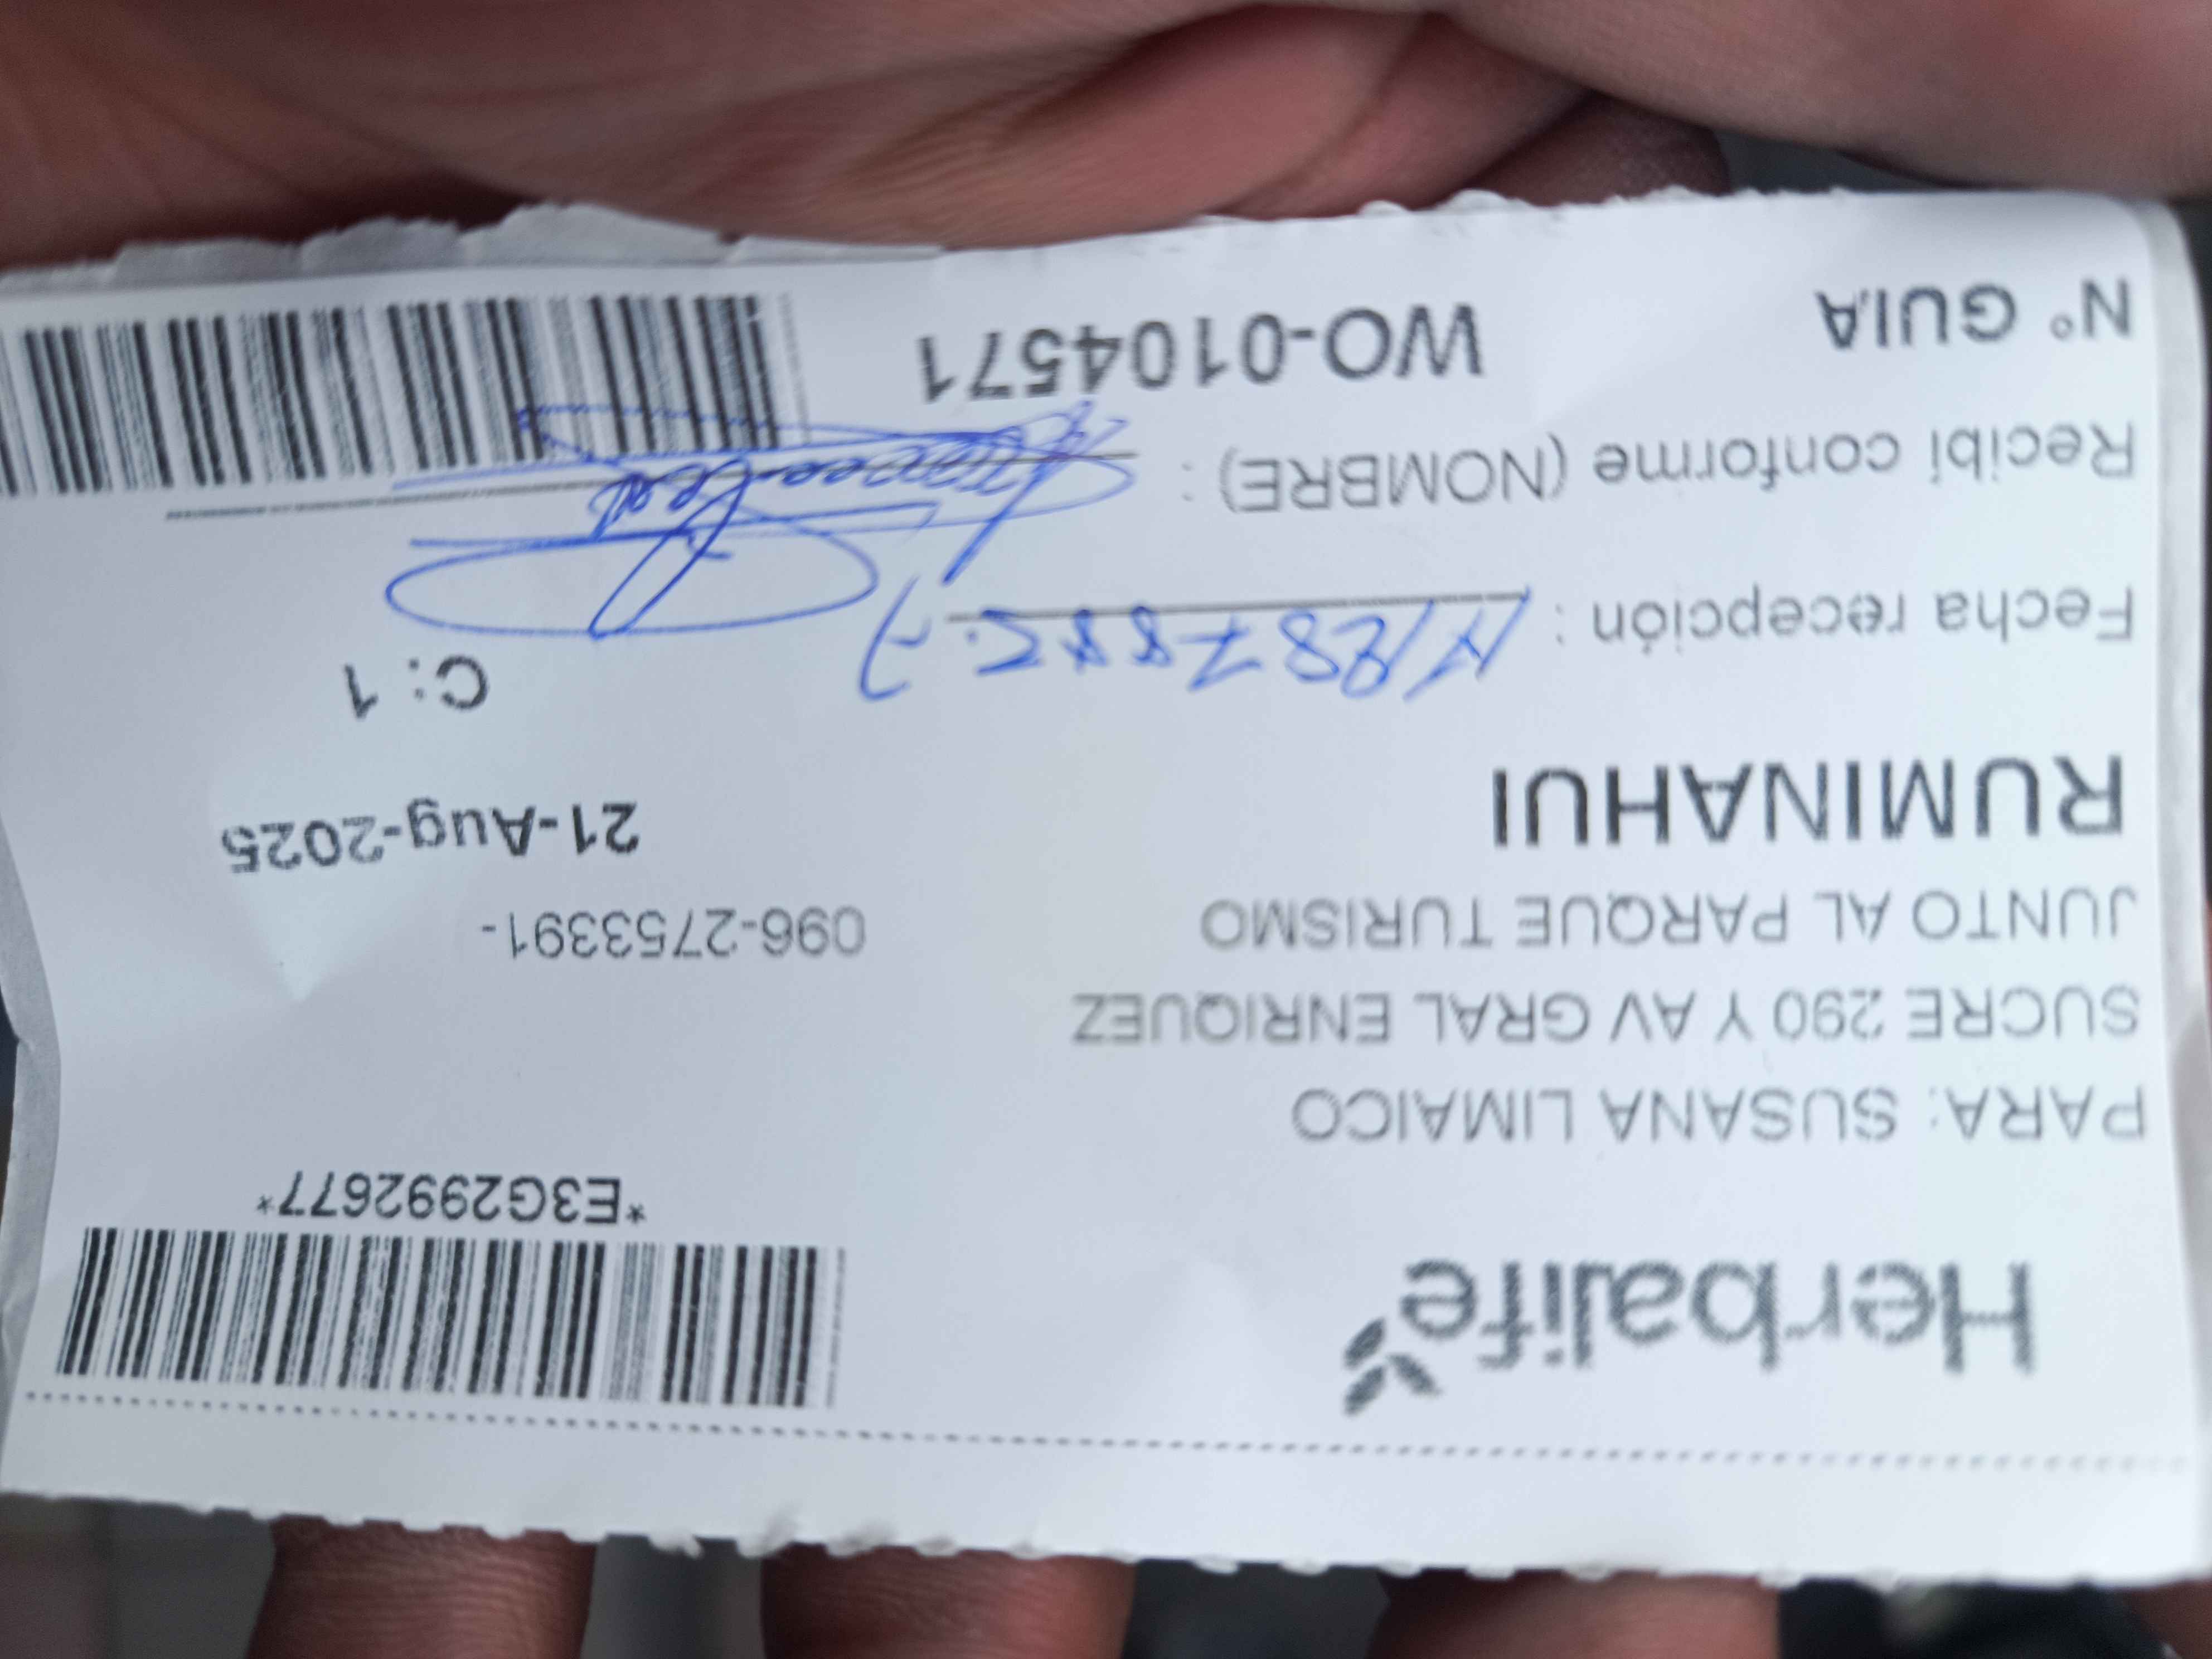 Herbalife
*E3G2992677*
PARA: SUSANA LIMAICO
SUCRE 290 Y AV GRAL ENRIQUEZ
JUNTO AL PARQUE TURISMO
096-2753391-
RUMINAHUI
21-Aug-2025
C: 1
Fecha recepción :
Recibí conforme (NOMBRE) :
N° GUIA
WO-0104571